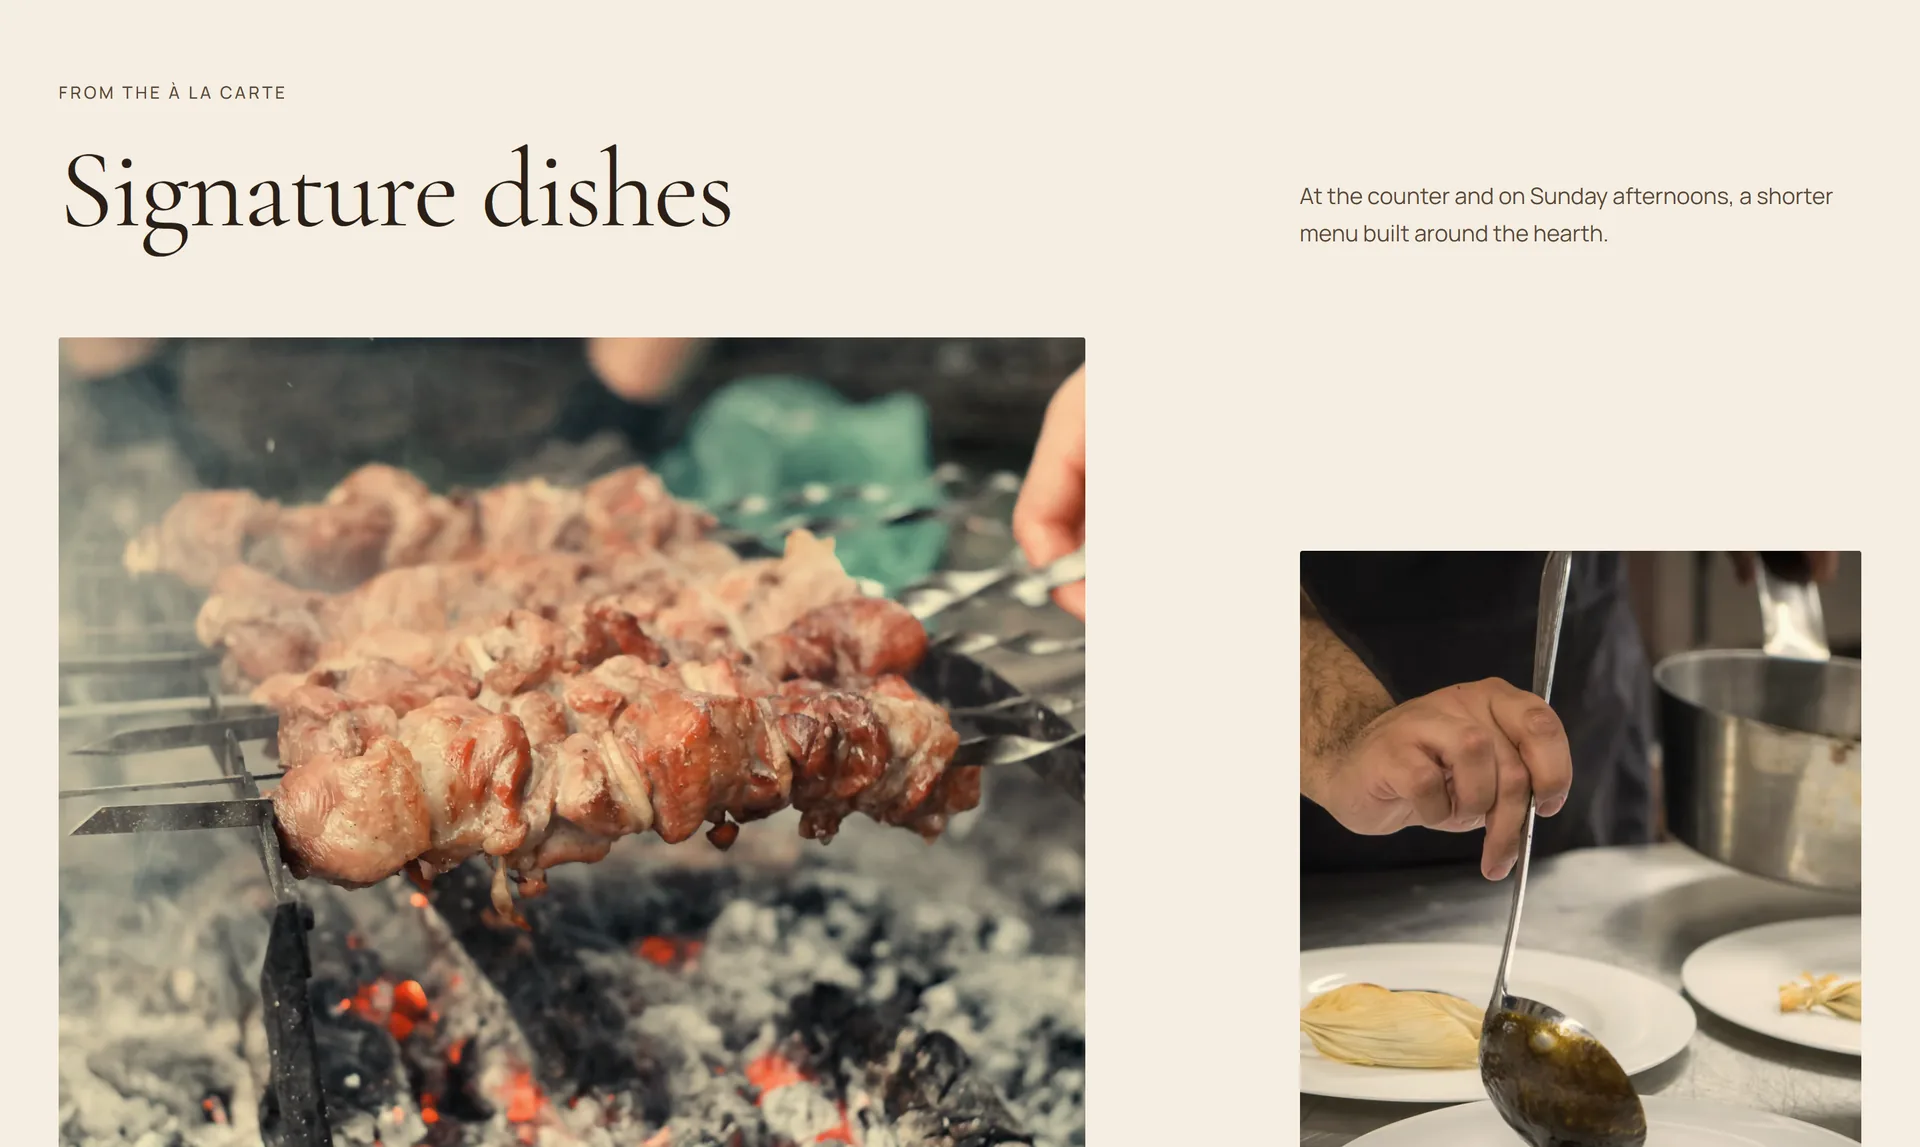 FROM THE À LA CARTE
Signature dishes
At the counter and on Sunday afternoons, a shorter
menu built around the hearth.